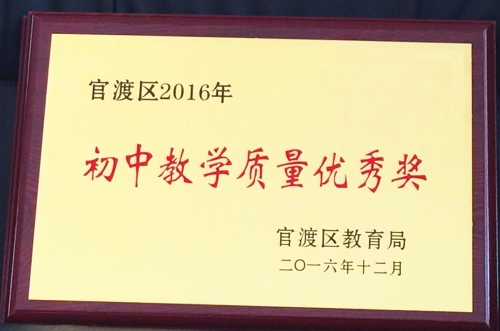 官渡区2016年
初中教学质量优秀奖
官渡区教育局
二〇一六年十二月